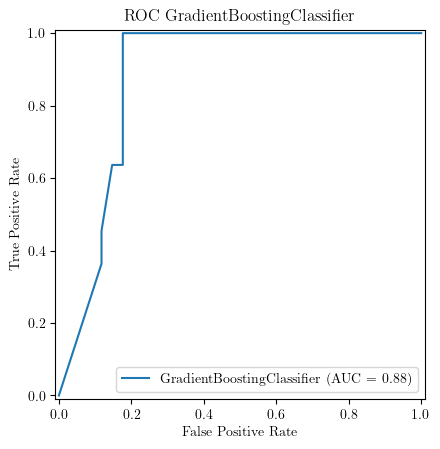 ROC GradientBoostingClassifier
1.0
0.8
0.6
0.4
0.2
0.0
True Positive Rate
GradientBoostingClassifier (AUC = 0.88)
0.0 0.2 0.4 0.6 0.8 1.0
False Positive Rate